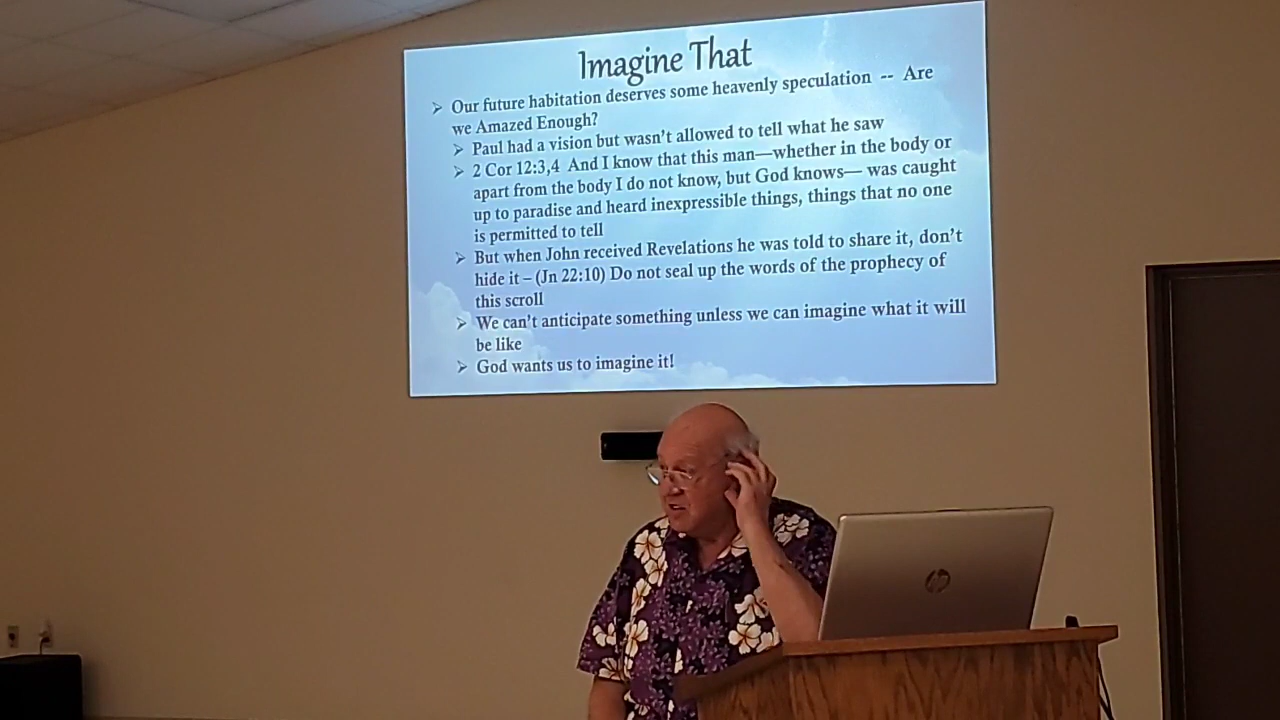 Imagine That
➢ Our future habitation deserves some heavenly speculation -- Are
we Amazed Enough?
➢ Paul had a vision but wasn't allowed to tell what he saw
➢ 2 Cor 12:3,4 And I know that this man—whether in the body or
apart from the body I do not know, but God knows— was caught
up to paradise and heard inexpressible things, things that no one
is permitted to tell
➢ But when John received Revelations he was told to share it, don't
hide it – (Jn 22:10) Do not seal up the words of the prophecy of
this scroll
➢ We can't anticipate something unless we can imagine what it will
be like
➢ God wants us to imagine it!
hp